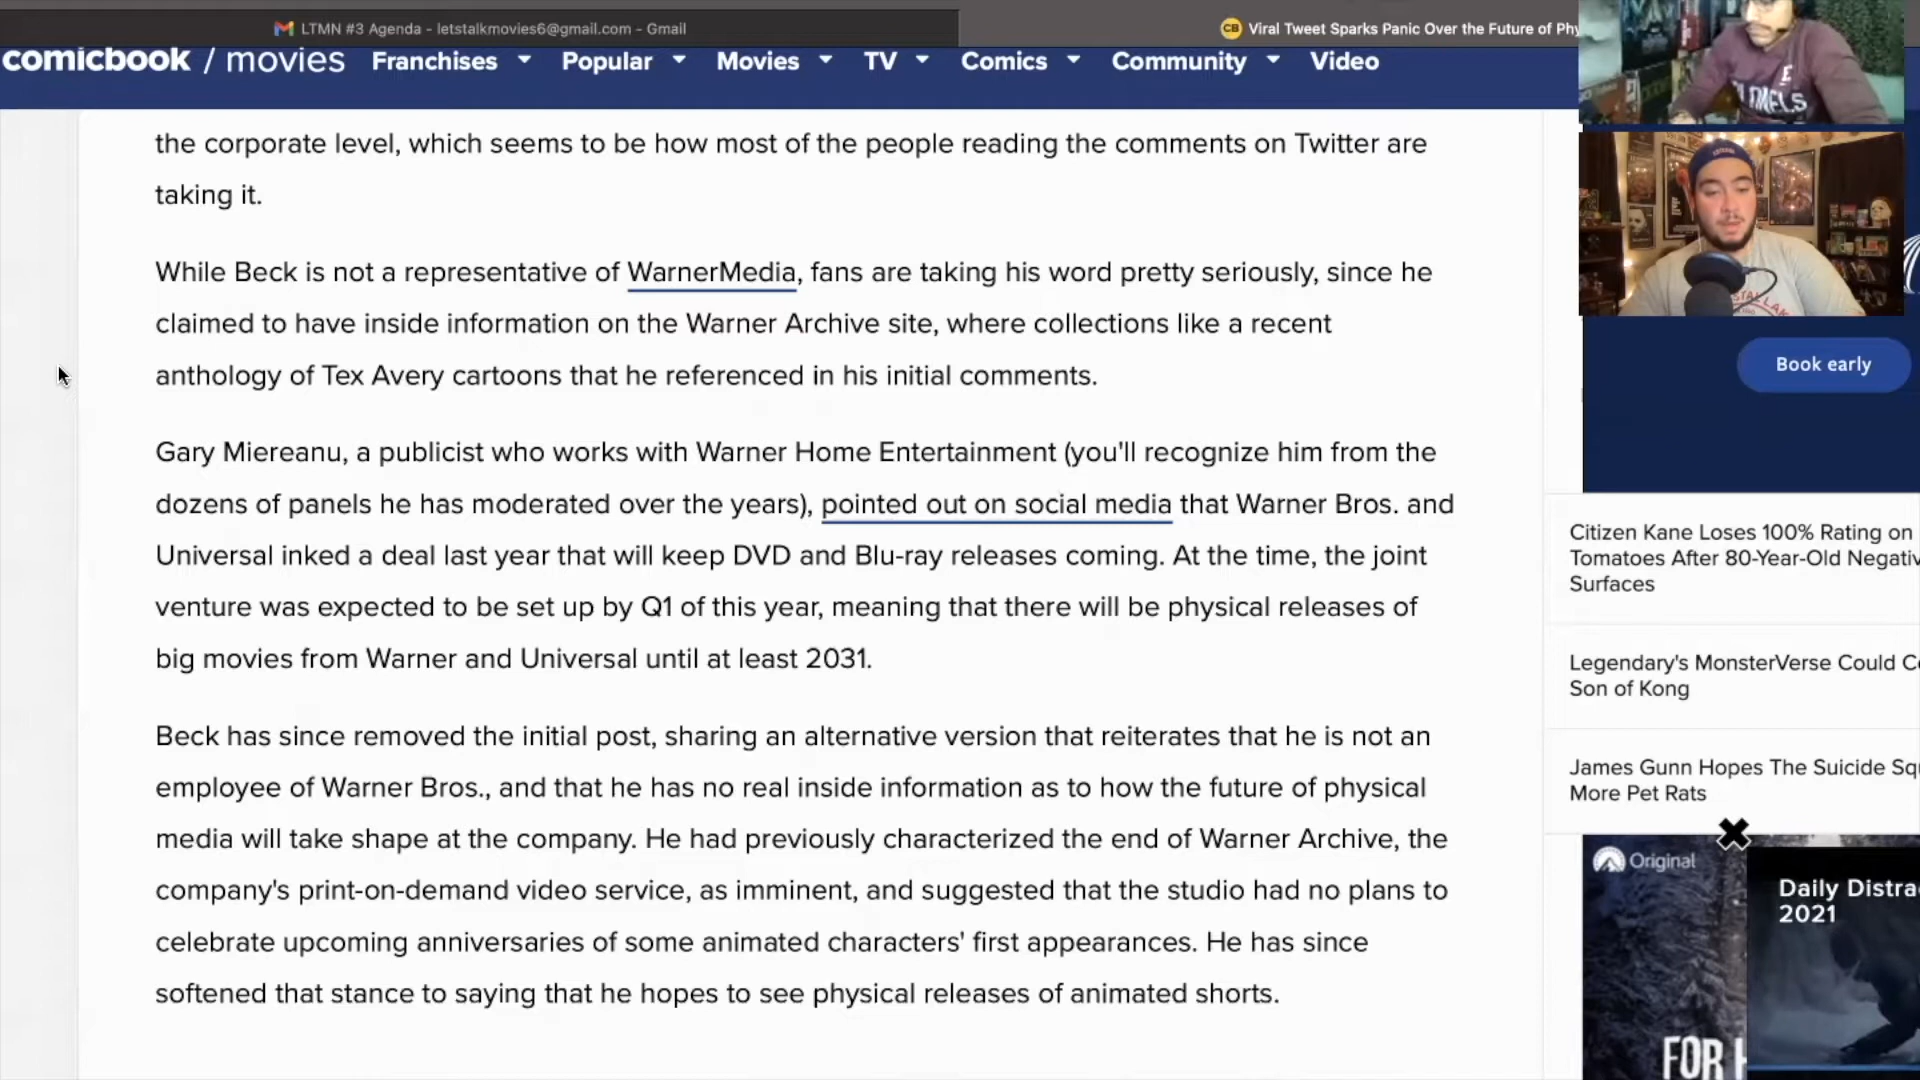 LTMN #3 Agenda - letstalkmovies6@gmail.com - Gmail
CB Viral Tweet Sparks Panic Over the Future of Phy
comicbook / movies Franchises Popular Movies TV Comics Community Video
the corporate level, which seems to be how most of the people reading the comments on Twitter are
taking it.
While Beck is not a representative of WarnerMedia, fans are taking his word pretty seriously, since he
claimed to have inside information on the Warner Archive site, where collections like a recent
anthology of Tex Avery cartoons that he referenced in his initial comments.
Gary Miereanu, a publicist who works with Warner Home Entertainment (you'll recognize him from the
dozens of panels he has moderated over the years), pointed out on social media that Warner Bros. and
Universal inked a deal last year that will keep DVD and Blu-ray releases coming. At the time, the joint
venture was expected to be set up by Q1 of this year, meaning that there will be physical releases of
big movies from Warner and Universal until at least 2031.
Beck has since removed the initial post, sharing an alternative version that reiterates that he is not an
employee of Warner Bros., and that he has no real inside information as to how the future of physical
media will take shape at the company. He had previously characterized the end of Warner Archive, the
company's print-on-demand video service, as imminent, and suggested that the studio had no plans to
celebrate upcoming anniversaries of some animated characters' first appearances. He has since
softened that stance to saying that he hopes to see physical releases of animated shorts.
Book early
Citizen Kane Loses 100% Rating on
Tomatoes After 80-Year-Old Negativ
Surfaces
Legendary's MonsterVerse Could C
Son of Kong
James Gunn Hopes The Suicide Sq
More Pet Rats
Original
Daily Distra
2021
FOR H